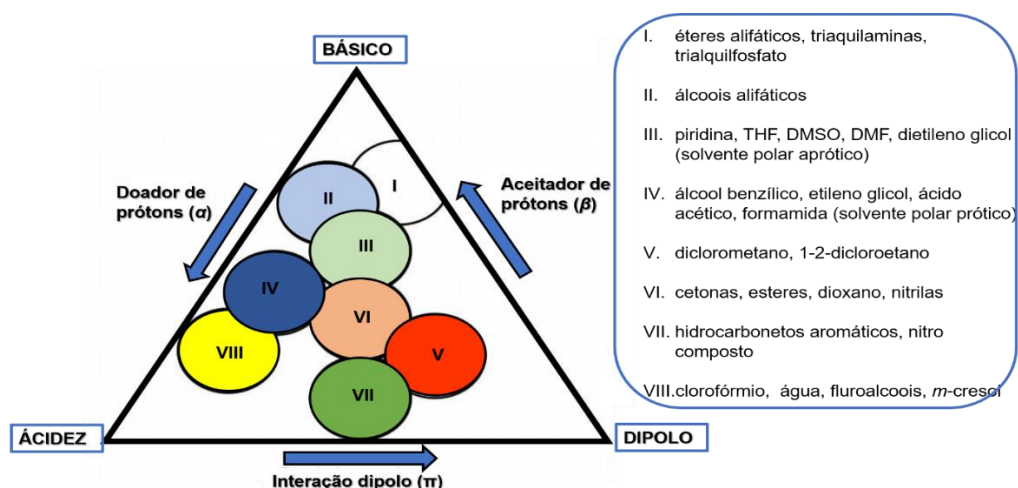 BÁSICO
Doador de
prótons (α)
Aceitador de
prótons (β)
I
II
III
IV
VI
VIII
V
VII
ÁCIDEZ
DIPOLO
Interação dipolo (π)
I. éteres alifáticos, triaquilaminas,
trialquilfosfato
II. álcoois alifáticos
III. piridina, THF, DMSO, DMF, dietileno glicol
(solvente polar aprótico)
IV. álcool benzílico, etileno glicol, ácido
acético, formamida (solvente polar prótico)
V. diclorometano, 1-2-dicloroetano
VI. cetonas, esteres, dioxano, nitrilas
VII. hidrocarbonetos aromáticos, nitro
composto
VIII.clorofórmio, água, fluroalcoois, m-cresol